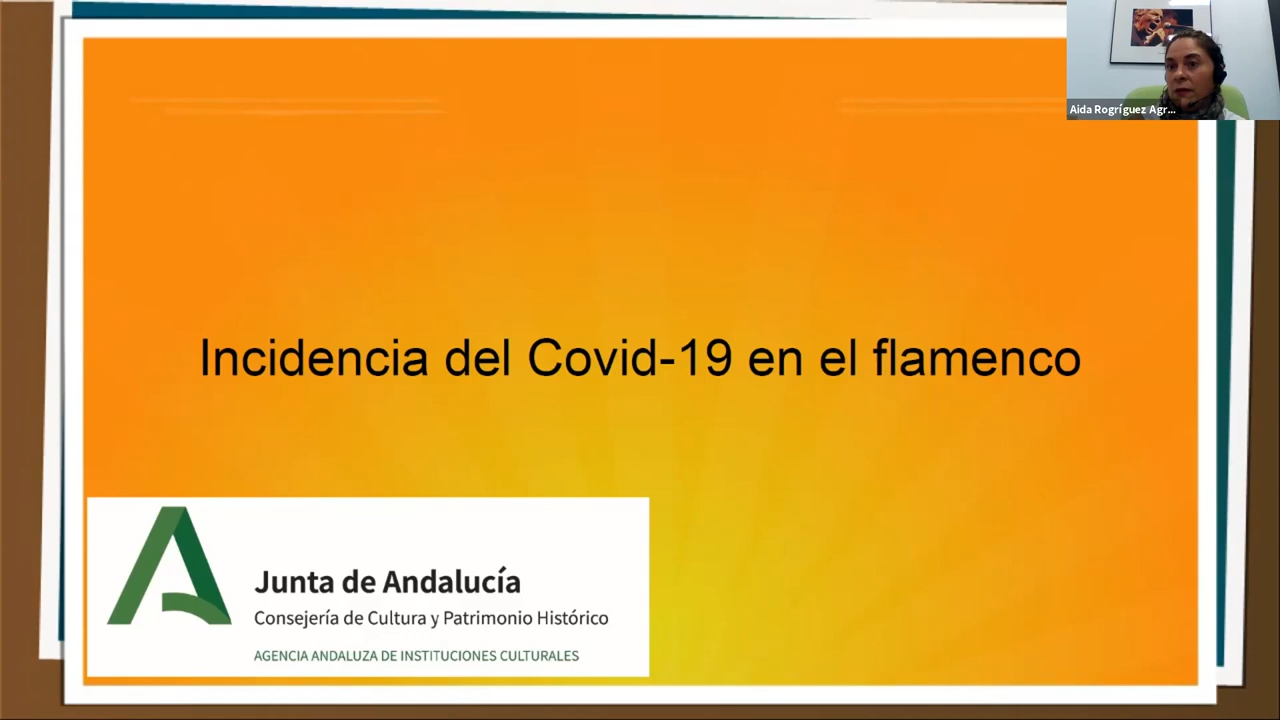 Aida Rogríguez Agr...
Incidencia del Covid-19 en el flamenco
Junta de Andalucía
Consejería de Cultura y Patrimonio Histórico
AGENCIA ANDALUZA DE INSTITUCIONES CULTURALES